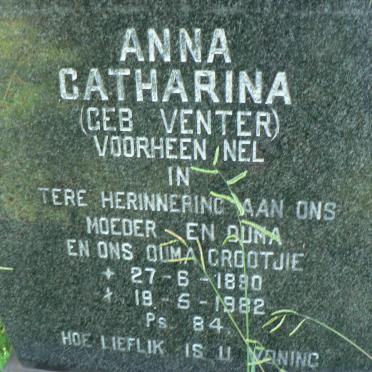 ANNA
CATHARINA
(GEB VENTER)
VOORHEEN NEL
IN
TERE HERINNERING AAN ONS
MOEDER EN OUMA
EN ONS OUMA GROOTJIE
* 27-6-1890
† 19-5-1982
Ps 84
HOE LIEFLIK IS U WONING